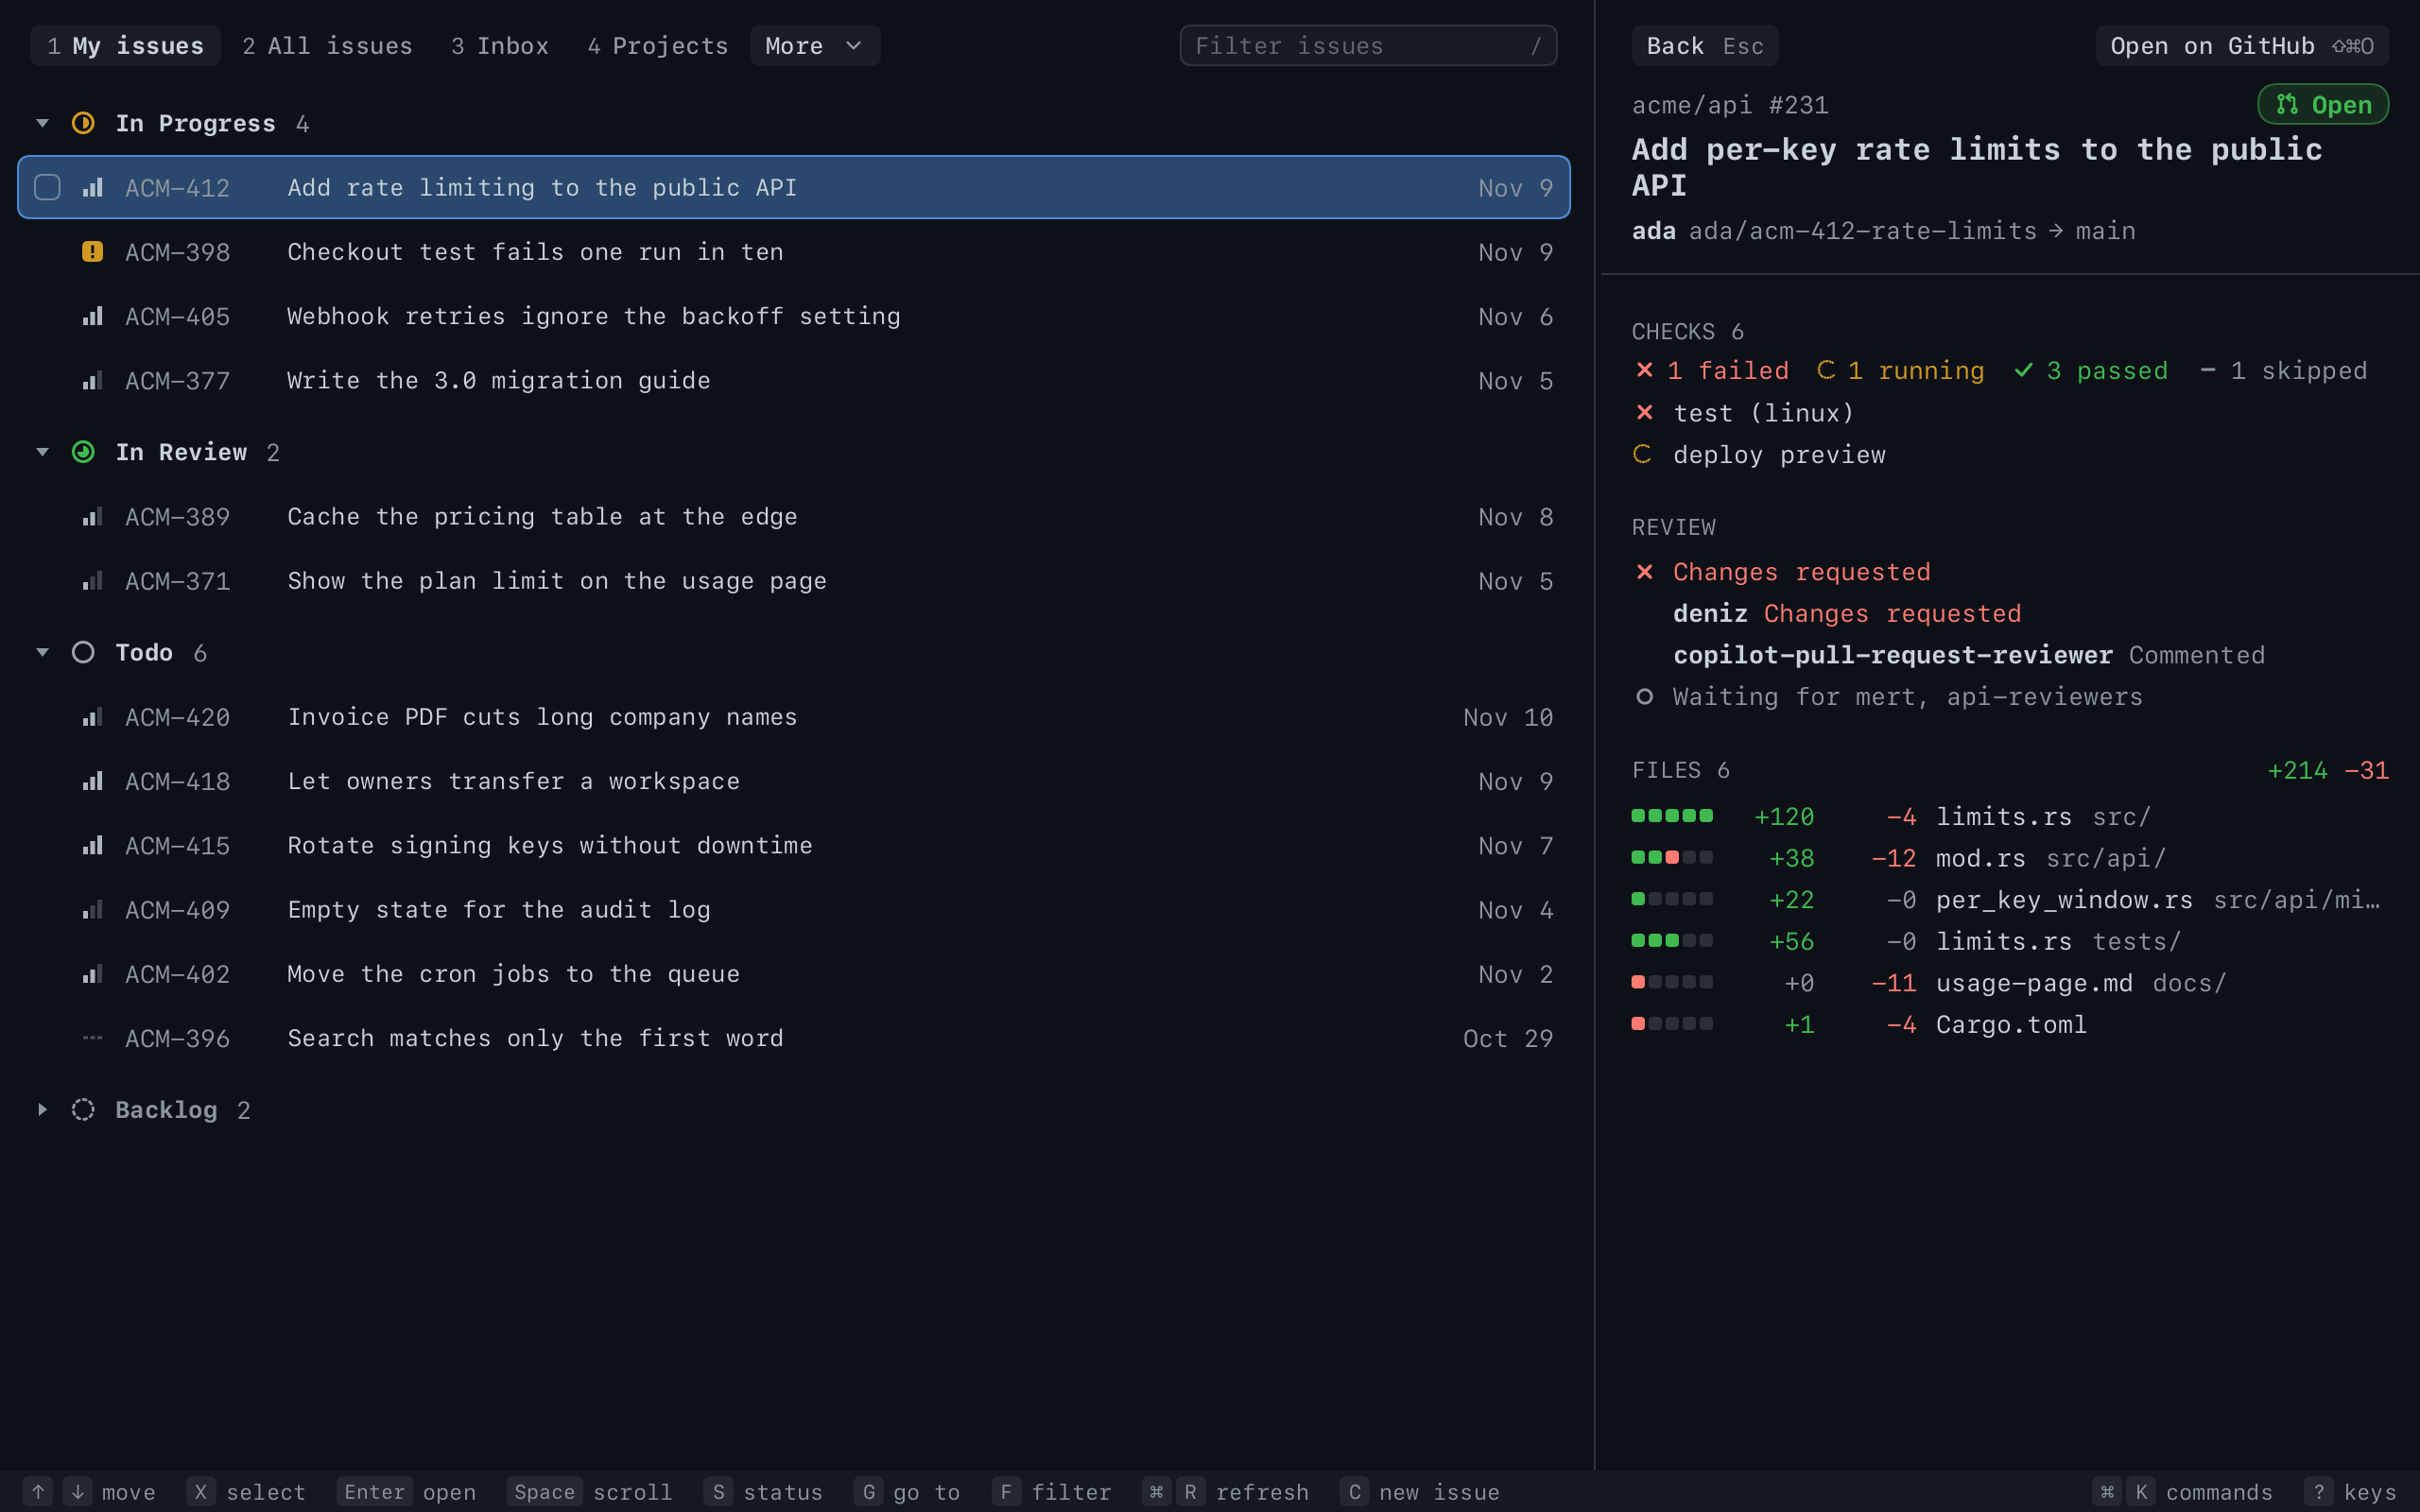 1 My issues 2 All issues 3 Inbox 4 Projects More Filter issues /
In Progress 4
ACM-412 Add rate limiting to the public API Nov 9
ACM-398 Checkout test fails one run in ten Nov 9
ACM-405 Webhook retries ignore the backoff setting Nov 6
ACM-377 Write the 3.0 migration guide Nov 5
In Review 2
ACM-389 Cache the pricing table at the edge Nov 8
ACM-371 Show the plan limit on the usage page Nov 5
Todo 6
ACM-420 Invoice PDF cuts long company names Nov 10
ACM-418 Let owners transfer a workspace Nov 9
ACM-415 Rotate signing keys without downtime Nov 7
ACM-409 Empty state for the audit log Nov 4
ACM-402 Move the cron jobs to the queue Nov 2
ACM-396 Search matches only the first word Oct 29
Backlog 2
Back Esc Open on GitHub ⇧⌘O
acme/api #231 Open
Add per-key rate limits to the public
API
ada ada/acm-412-rate-limits → main
CHECKS 6
1 failed 1 running 3 passed 1 skipped
test (linux)
deploy preview
REVIEW
Changes requested
deniz Changes requested
copilot-pull-request-reviewer Commented
Waiting for mert, api-reviewers
FILES 6 +214 −31
+120 −4 limits.rs src/
+38 −12 mod.rs src/api/
+22 −0 per_key_window.rs src/api/mi…
+56 −0 limits.rs tests/
+0 −11 usage-page.md docs/
+1 −4 Cargo.toml
↑ ↓ move X select Enter open Space scroll S status G go to F filter ⌘ R refresh C new issue ⌘ K commands ? keys